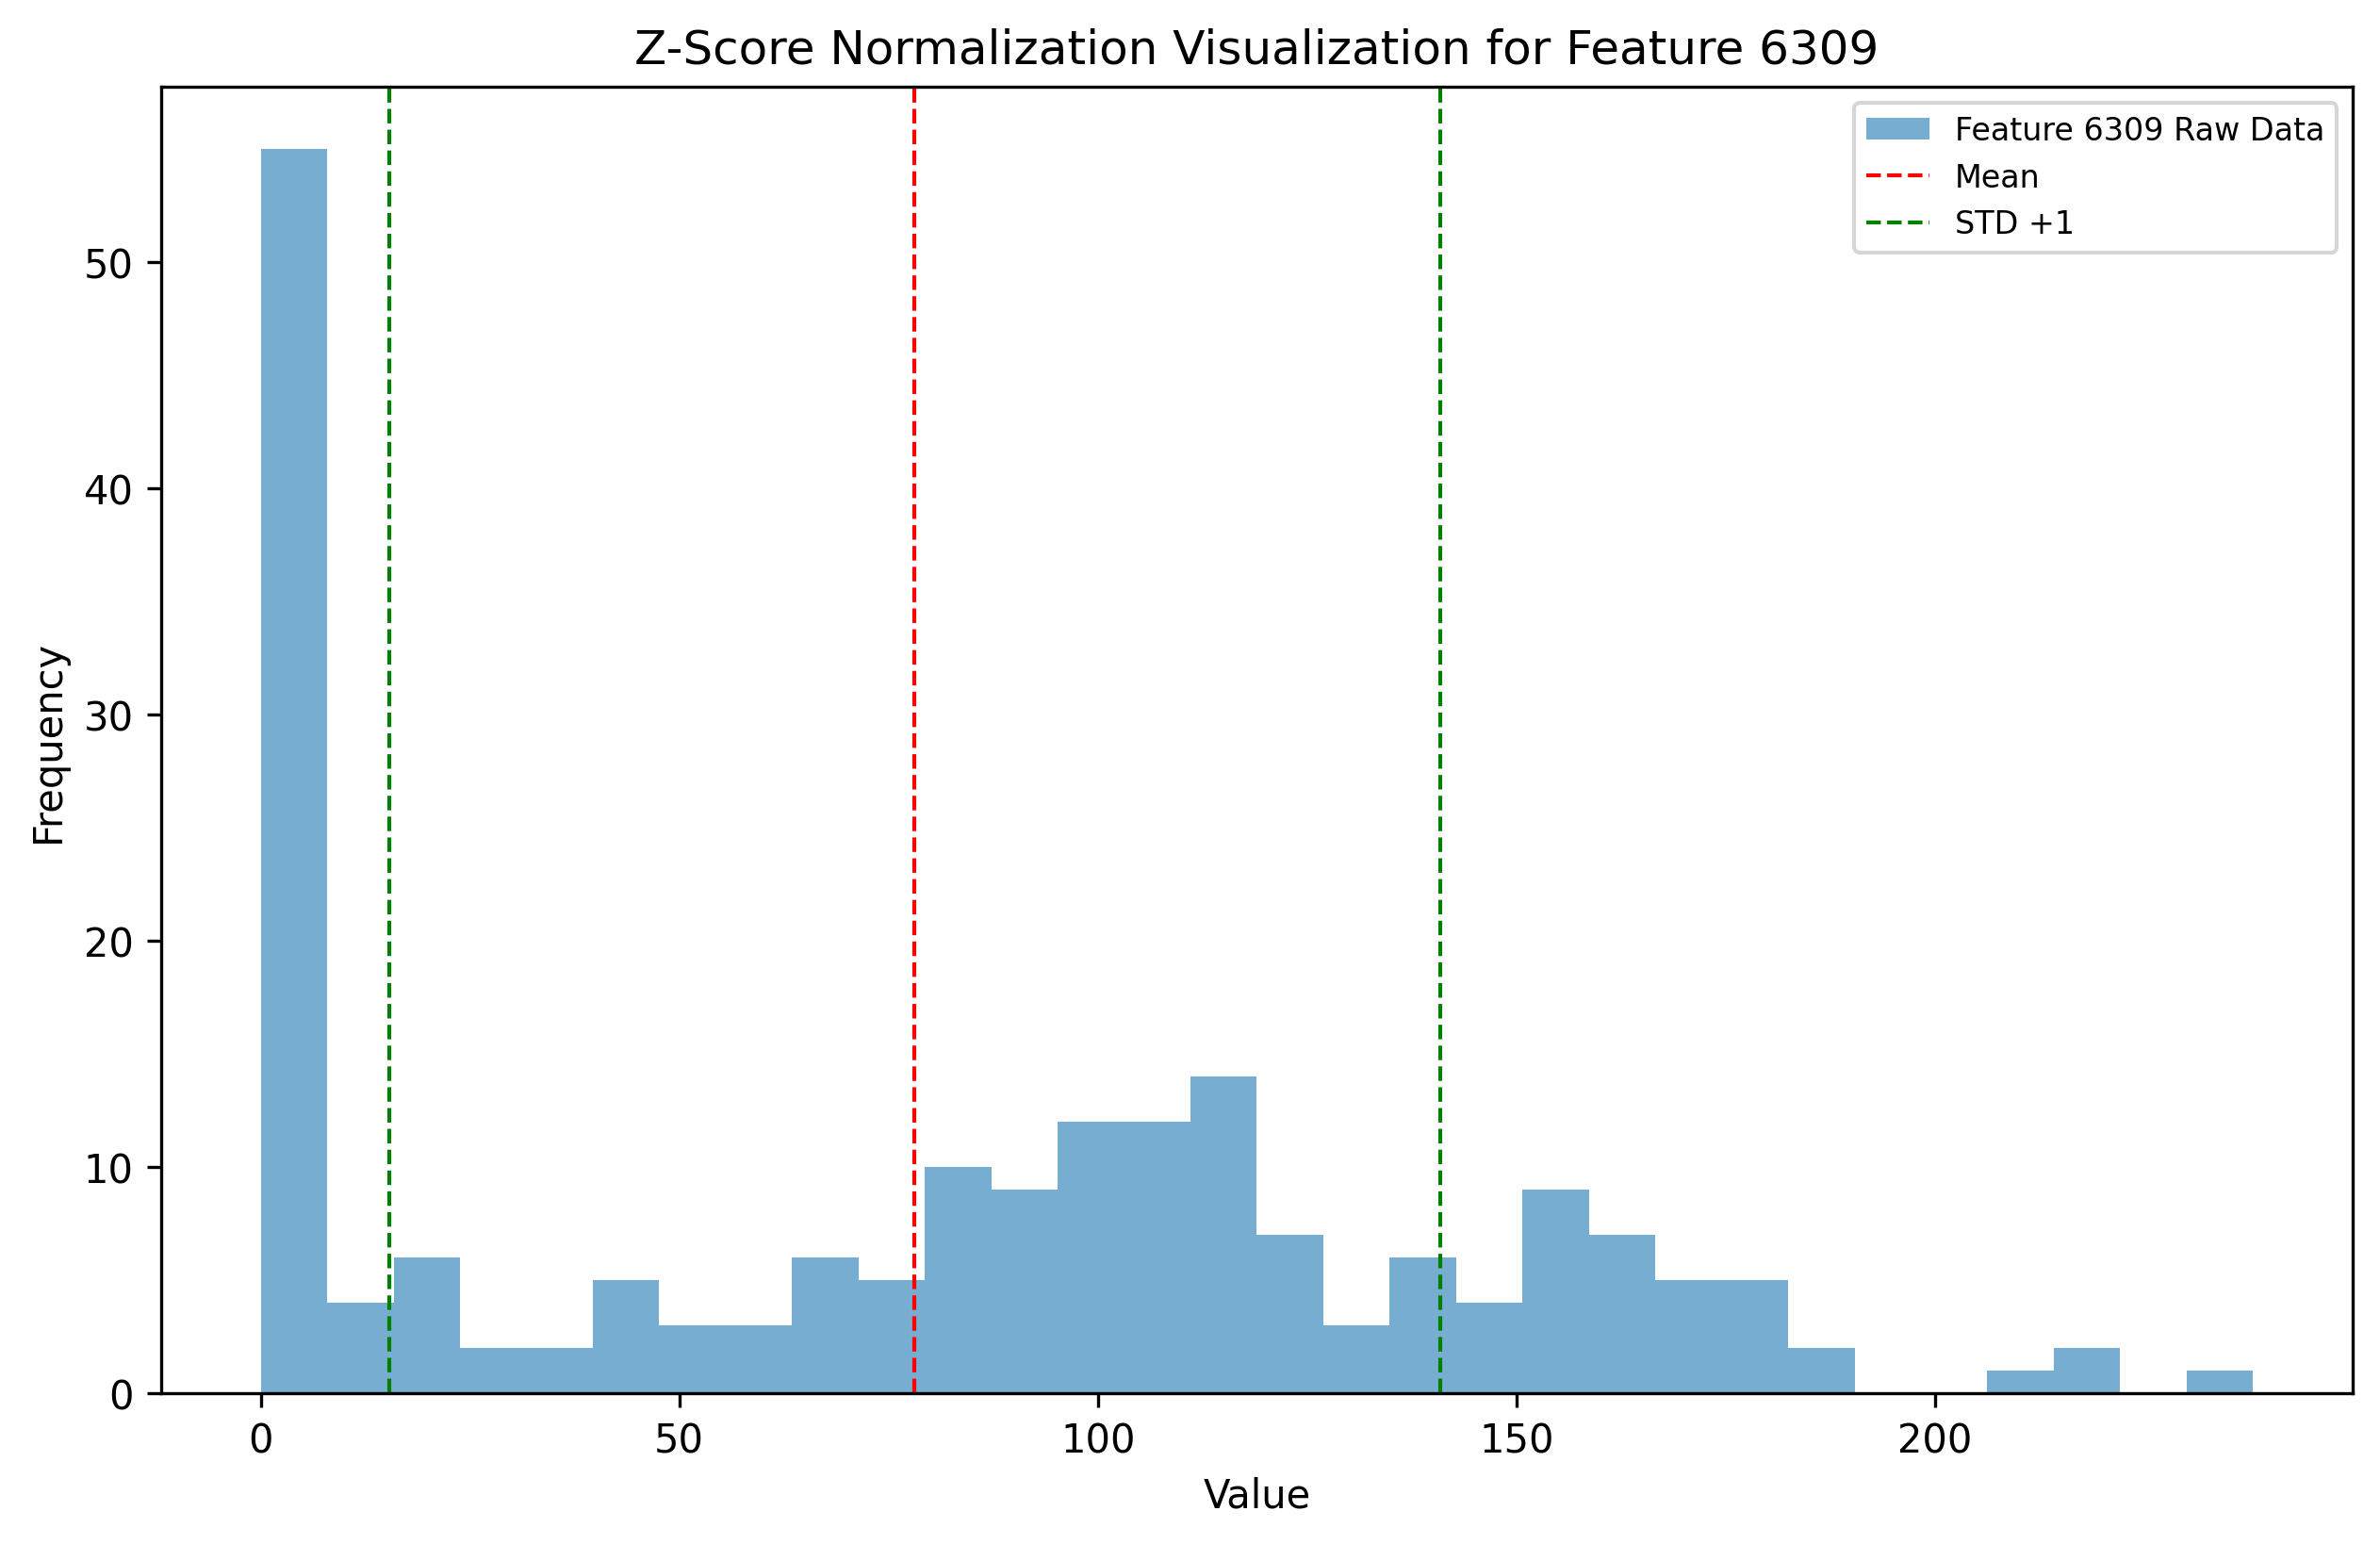 Z-Score Normalization Visualization for Feature 6309
Feature 6309 Raw Data
Mean
STD +1
50
40
30
20
10
0
Frequency
0 50 100 150 200
Value